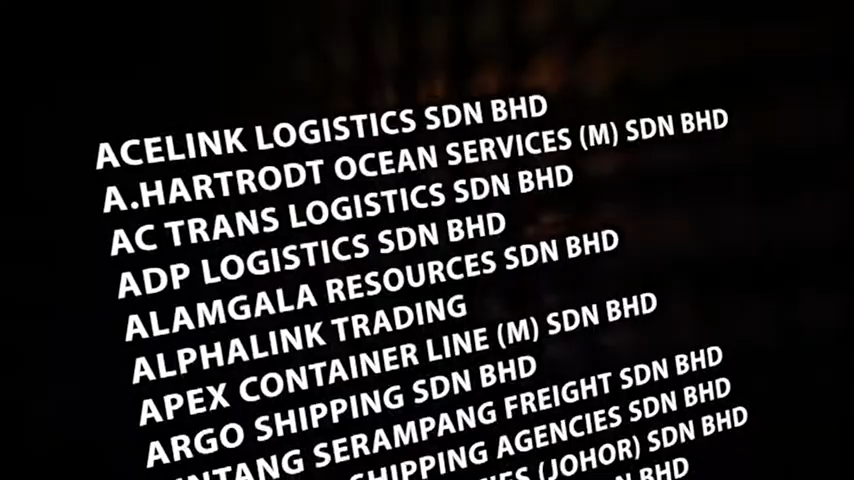 ACELINK LOGISTICS SDN BHD
A.HARTRODT OCEAN SERVICES (M) SDN BHD
AC TRANS LOGISTICS SDN BHD
ADP LOGISTICS SDN BHD
ALAMGALA RESOURCES SDN BHD
ALPHALINK TRADING
APEX CONTAINER LINE (M) SDN BHD
ARGO SHIPPING SDN BHD
SERAMPANG FREIGHT SDN BHD
SHIPPING AGENCIES SDN BHD
(JOHOR) SDN BHD
BHD